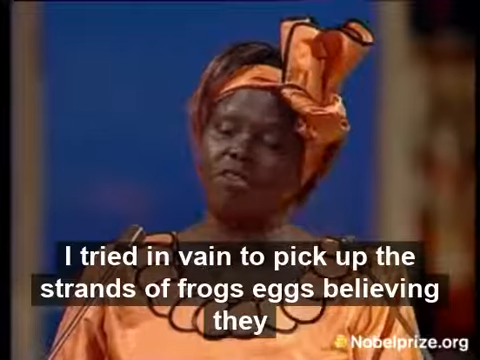 I tried in vain to pick up the
strands of frogs eggs believing
they
Nobelprize.org